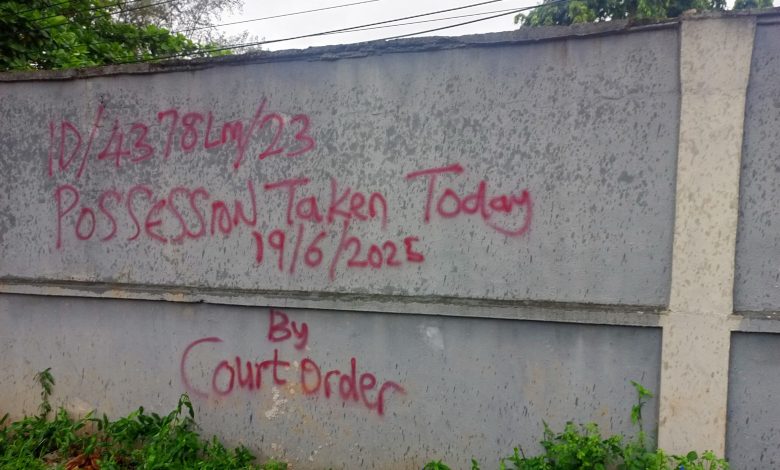 ID/4378Lm/23
POSSESSION Taken Today
19/6/2025
By
Court Order